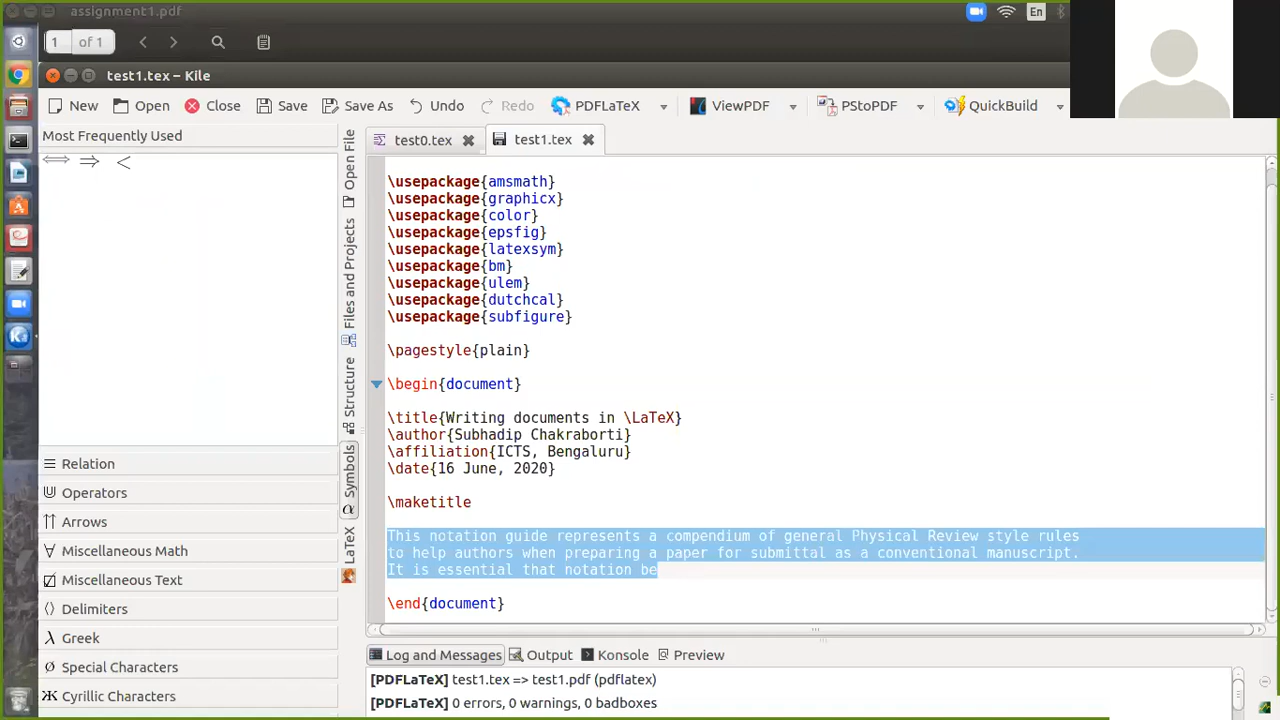 assignment1.pdf
En
1 of 1
test1.tex – Kile
New Open Close Save Save As Undo Redo PDFLaTeX ViewPDF PStoPDF QuickBuild
Most Frequently Used
test0.tex test1.tex
⟺ ⇒ <
Open File
Files and Projects
Structure
Symbols
LaTeX
\usepackage{amsmath}
\usepackage{graphicx}
\usepackage{color}
\usepackage{epsfig}
\usepackage{latexsym}
\usepackage{bm}
\usepackage{ulem}
\usepackage{dutchcal}
\usepackage{subfigure}
\pagestyle{plain}
\begin{document}
\title{Writing documents in \LaTeX}
\author{Subhadip Chakraborti}
\affiliation{ICTS, Bengaluru}
\date{16 June, 2020}
\maketitle
This notation guide represents a compendium of general Physical Review style rules
to help authors when preparing a paper for submittal as a conventional manuscript.
It is essential that notation be
\end{document}
Relation
Operators
Arrows
Miscellaneous Math
Miscellaneous Text
Delimiters
Greek
Special Characters
Cyrillic Characters
Log and Messages Output Konsole Preview
[PDFLaTeX] test1.tex => test1.pdf (pdflatex)
[PDFLaTeX] 0 errors, 0 warnings, 0 badboxes